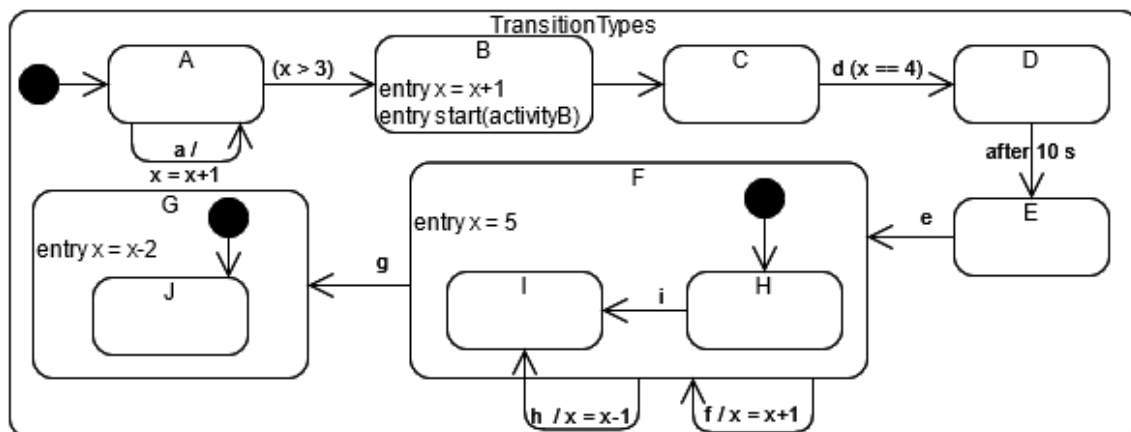 TransitionTypes
A
(x > 3)
B
entry x = x+1
entry start(activityB)
C
d (x == 4)
D
a /
x = x+1
after 10 s
E
e
F
entry x = 5
H
i
I
h / x = x-1
f / x = x+1
g
G
entry x = x-2
J